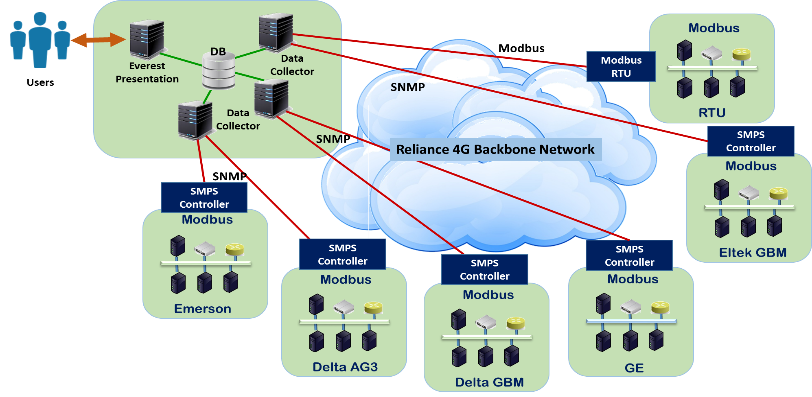 Users
Everest
Presentation
DB
Data
Collector
Data
Collector
Data
Collector
Modbus
SNMP
SNMP
SNMP
Reliance 4G Backbone Network
Modbus
RTU
Modbus
RTU
SMPS
Controller
Modbus
Eltek GBM
SMPS
Controller
Modbus
Emerson
SMPS
Controller
Modbus
Delta AG3
SMPS
Controller
Modbus
Delta GBM
SMPS
Controller
Modbus
GE